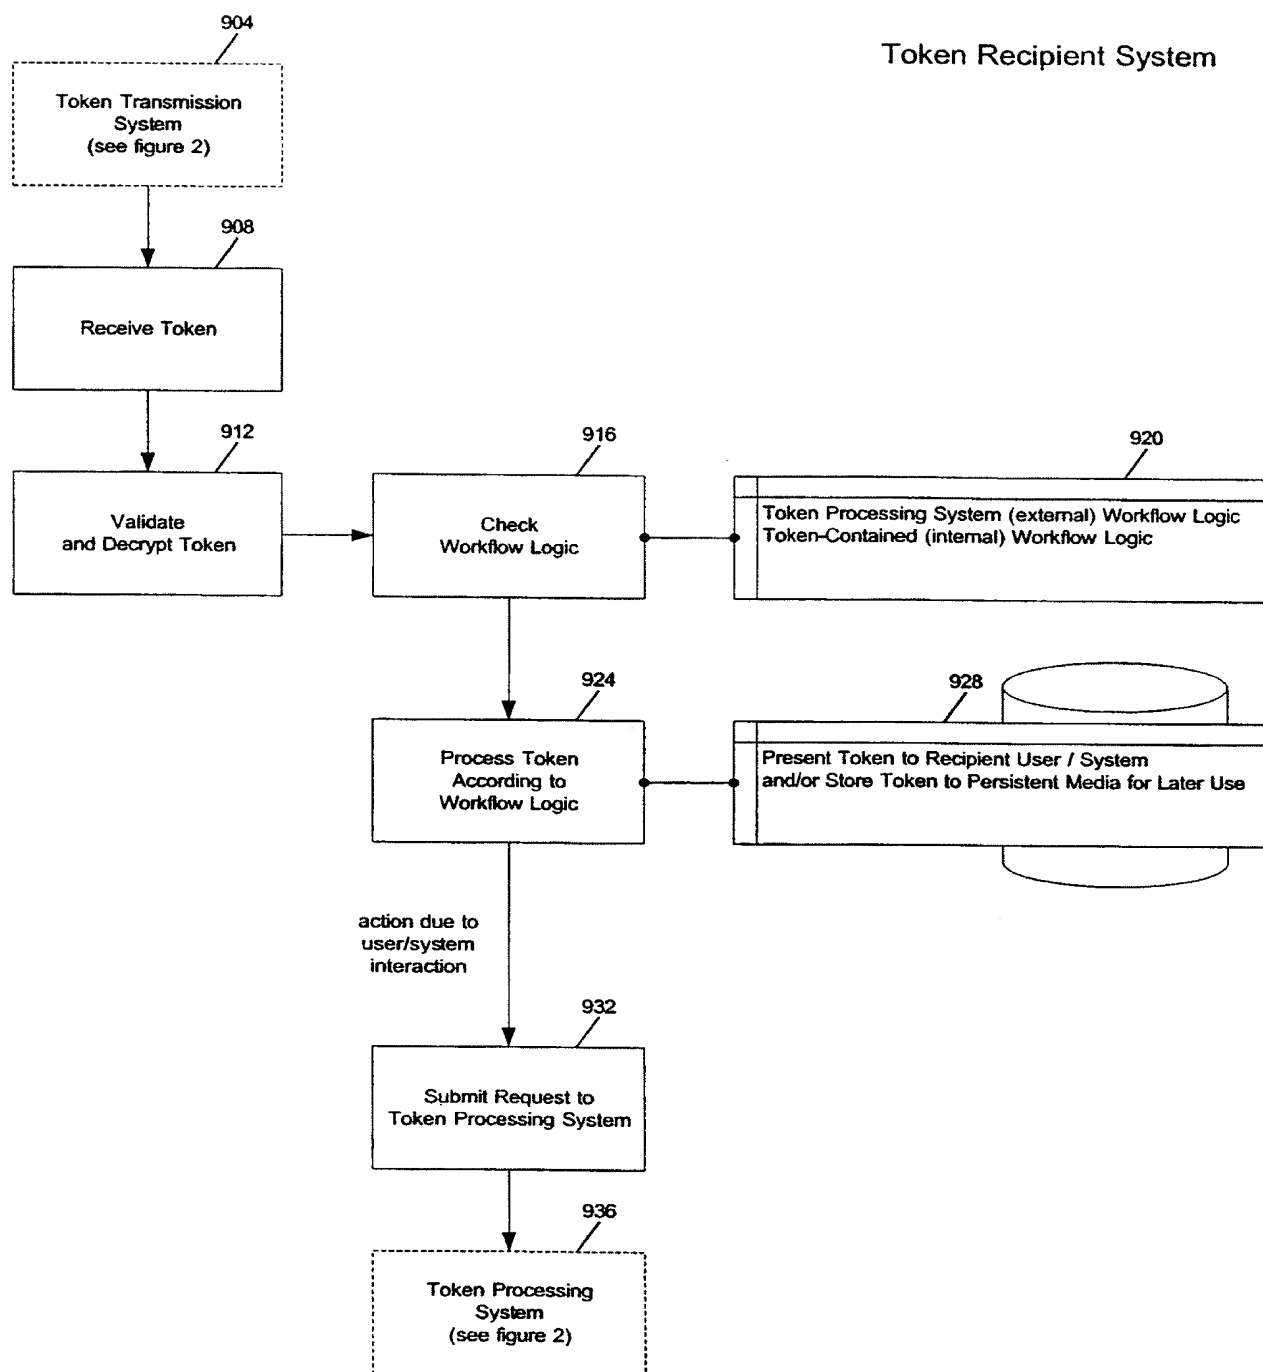 904
Token Recipient System
Token Transmission
System
(see figure 2)
908
Receive Token
912
Validate
and Decrypt Token
916
Check
Workflow Logic
920
Token Processing System (external) Workflow Logic
Token-Contained (internal) Workflow Logic
924
Process Token
According to
Workflow Logic
928
Present Token to Recipient User / System
and/or Store Token to Persistent Media for Later Use
action due to
user/system
interaction
932
Submit Request to
Token Processing System
936
Token Processing
System
(see figure 2)